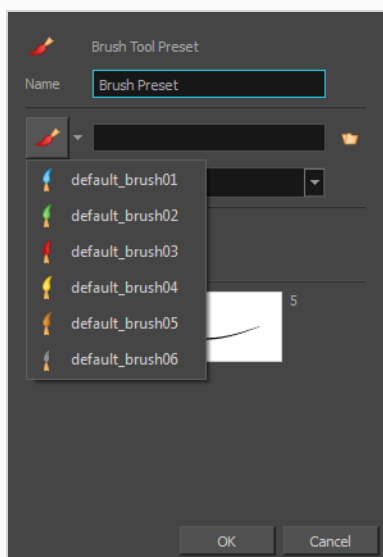 Brush Tool Preset
Name
Brush Preset
default_brush01
default_brush02
default_brush03
default_brush04
default_brush05
default_brush06
5
OK
Cancel